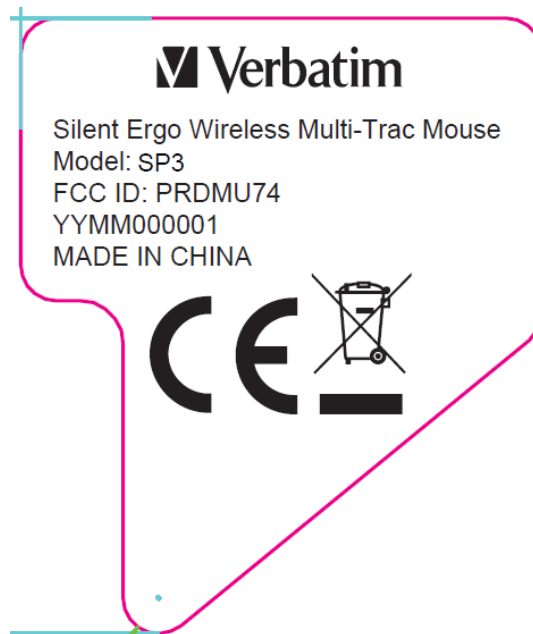 Verbatim
Silent Ergo Wireless Multi-Trac Mouse
Model: SP3
FCC ID: PRDMU74
YYMM000001
MADE IN CHINA
CE